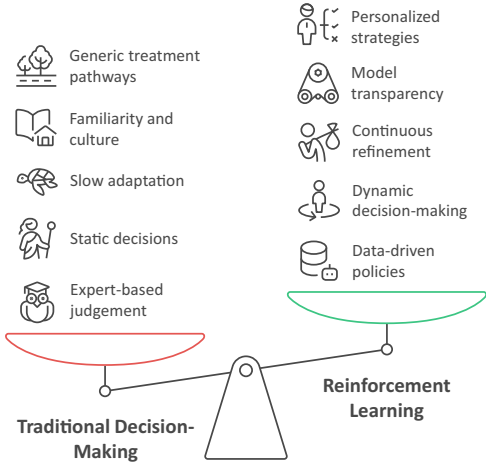 Generic treatment
pathways
Familiarity and
culture
Slow adaptation
Static decisions
Expert-based
judgement
Traditional Decision-
Making
Personalized
strategies
Model
transparency
Continuous
refinement
Dynamic
decision-making
Data-driven
policies
Reinforcement
Learning